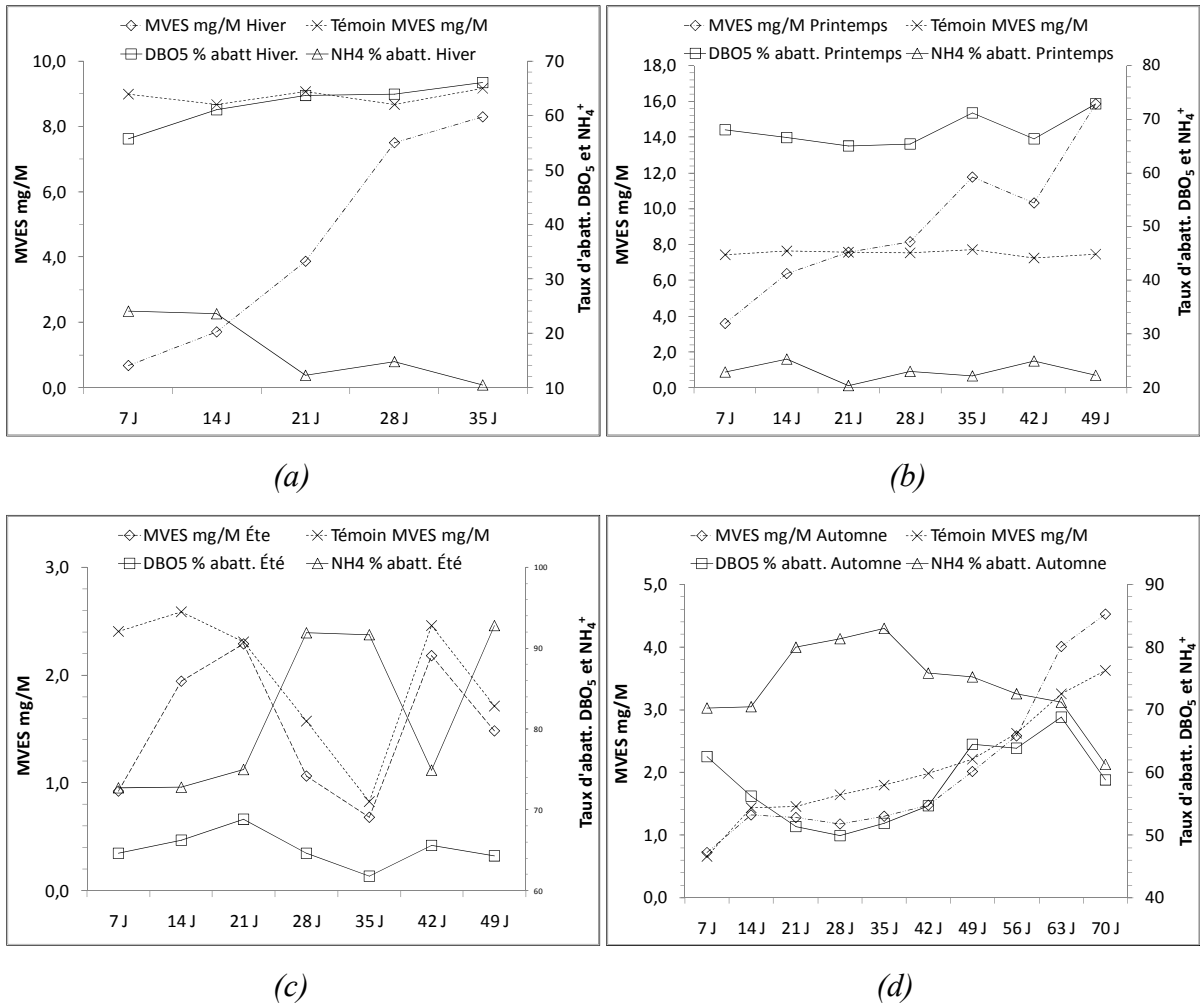 MVES mg/M Hiver Témoin MVES mg/M
DBO5 % abatt Hiver. NH4 % abatt. Hiver
10,0
8,0
6,0
4,0
2,0
0,0
MVES mg/M
70
60
50
40
30
20
10
Taux d'abatt. DBO₅ et NH₄⁺
7 J 14 J 21 J 28 J 35 J
(a)
MVES mg/M Printemps Témoin MVES mg/M
DBO5 % abatt. Printemps NH4 % abatt. Printemps
18,0
16,0
14,0
12,0
10,0
8,0
6,0
4,0
2,0
0,0
MVES mg/M
80
70
60
50
40
30
20
Taux d'abatt. DBO₅ et NH₄⁺
7 J 14 J 21 J 28 J 35 J 42 J 49 J
(b)
MVES mg/M Éte Témoin MVES mg/M
DBO5 % abatt. Été NH4 % abatt. Été
3,0
2,0
1,0
0,0
MVES mg/M
100
90
80
70
60
Taux d'abatt. DBO₅ et NH₄⁺
7 J 14 J 21 J 28 J 35 J 42 J 49 J
(c)
MVES mg/M Automne Témoin MVES mg/M
DBO5 % abatt. Automne NH4 % abatt. Automne
5,0
4,0
3,0
2,0
1,0
0,0
MVES mg/M
90
80
70
60
50
40
Taux d'abatt. DBO₅ et NH₄⁺
7 J 14 J 21 J 28 J 35 J 42 J 49 J 56 J 63 J 70 J
(d)